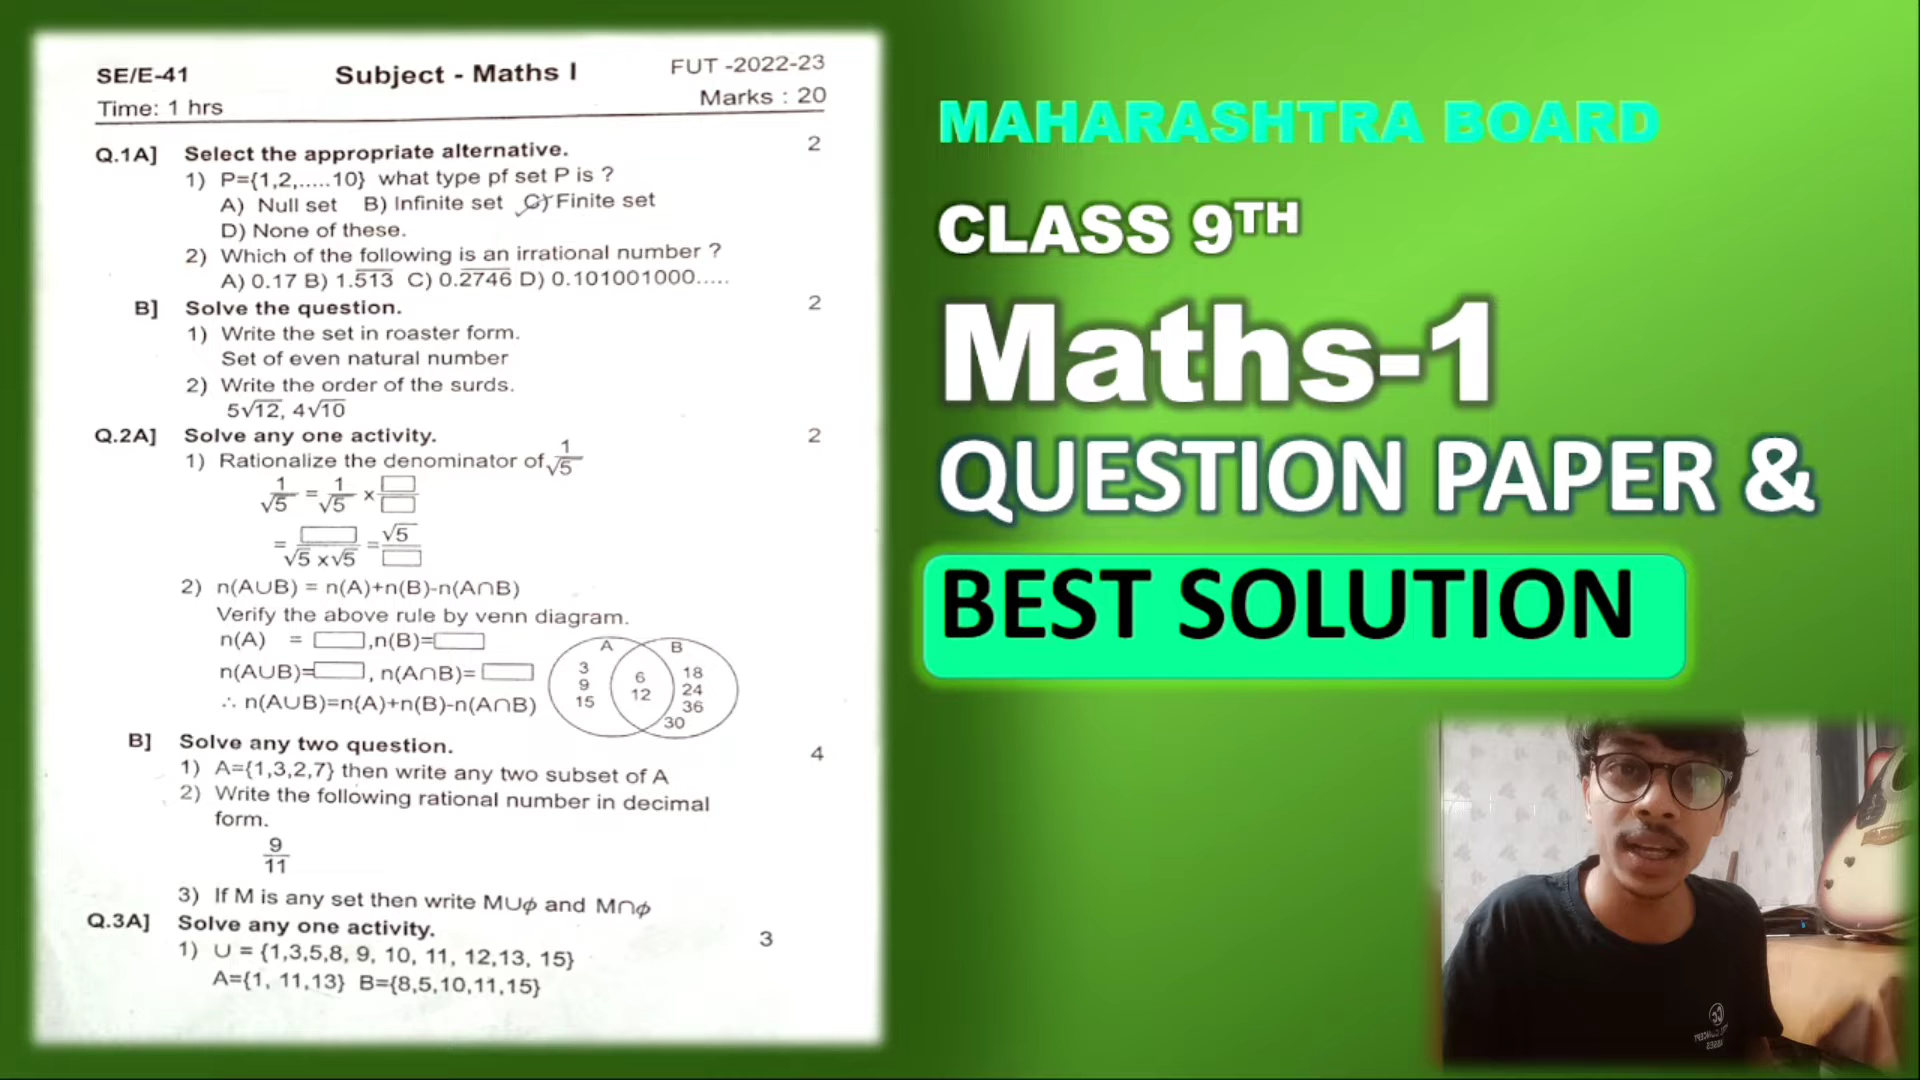 SE/E-41 Subject - Maths I FUT -2022-23
Time: 1 hrs Marks : 20
Q.1A] Select the appropriate alternative. 2
1) P={1,2,.....10} what type pf set P is ?
A) Null set B) Infinite set C) Finite set
D) None of these.
2) Which of the following is an irrational number ?
A) 0.17 B) 1.5̅1̅3̅ C) 0.2̅7̅4̅6̅ D) 0.101001000.....
B] Solve the question. 2
1) Write the set in roaster form.
Set of even natural number
2) Write the order of the surds.
5√12, 4√10
Q.2A] Solve any one activity. 2
1) Rationalize the denominator of 1/√5
1/√5 = 1/√5 × □/□
= □/√5 x√5 = √5/□
2) n(A∪B) = n(A)+n(B)-n(A∩B)
Verify the above rule by venn diagram.
n(A) = □,n(B)=□
n(A∪B)=□, n(A∩B)= □
∴ n(A∪B)=n(A)+n(B)-n(A∩B)
A B
3 6 18
9 12 24
15 36
30
B] Solve any two question. 4
1) A={1,3,2,7} then write any two subset of A
2) Write the following rational number in decimal
form.
9/11
3) If M is any set then write M∪ϕ and M∩ϕ
Q.3A] Solve any one activity. 3
1) U = {1,3,5,8, 9, 10, 11, 12,13, 15}
A={1, 11,13} B={8,5,10,11,15}
MAHARASHTRA BOARD
CLASS 9TH
Maths-1
QUESTION PAPER &
BEST SOLUTION